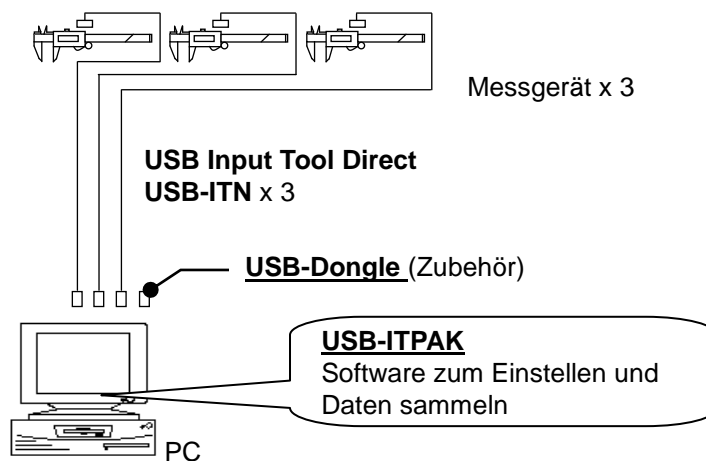 Messgerät x 3
USB Input Tool Direct
USB-ITN x 3
USB-Dongle (Zubehör)
USB-ITPAK
Software zum Einstellen und
Daten sammeln
PC